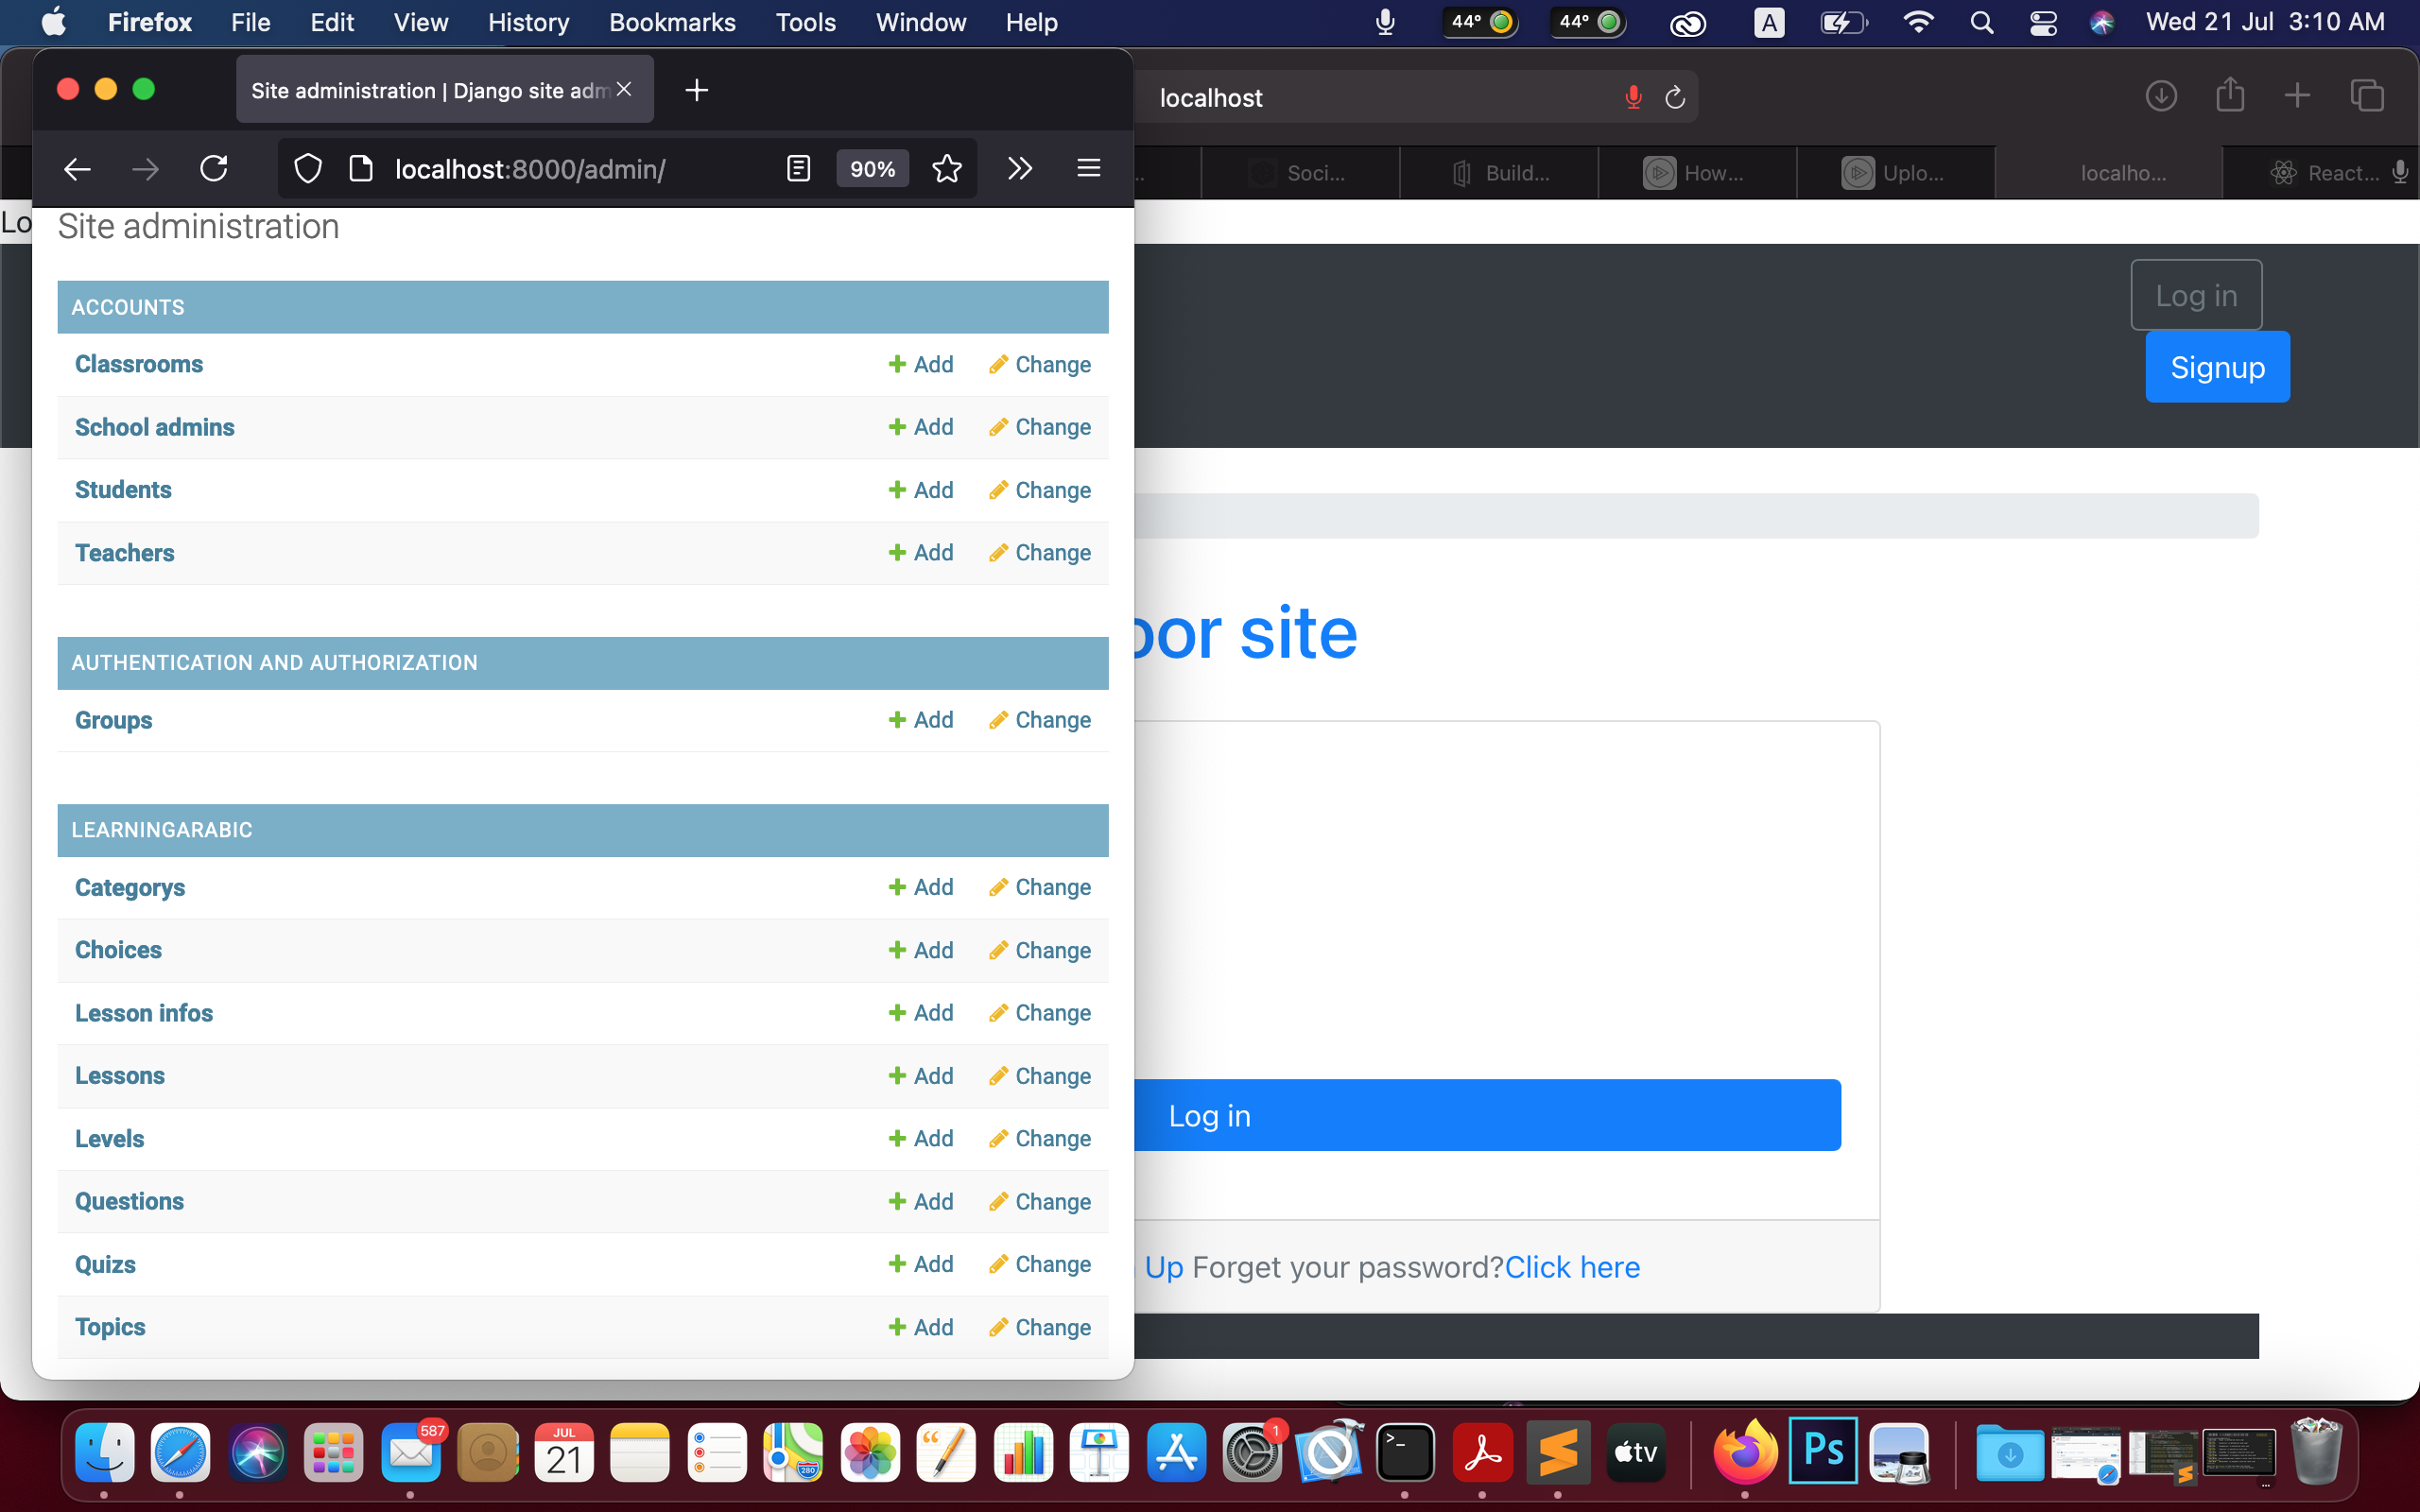 Firefox File Edit View History Bookmarks Tools Window Help 44° 44° A Wed 21 Jul 3:10 AM
Site administration | Django site adm
localhost
localhost:8000/admin/ 90%
Soci... Build... How... Uplo... localho... React...
Lo
Site administration
Log in
Signup
ACCOUNTS
Classrooms Add Change
School admins Add Change
Students Add Change
Teachers Add Change
oor site
AUTHENTICATION AND AUTHORIZATION
Groups Add Change
LEARNINGARABIC
Categorys Add Change
Choices Add Change
Lesson infos Add Change
Lessons Add Change
Log in
Levels Add Change
Questions Add Change
Quizs Add Change
Up Forget your password?Click here
Topics Add Change
587 JUL 21 280 1 >_ tv Ps